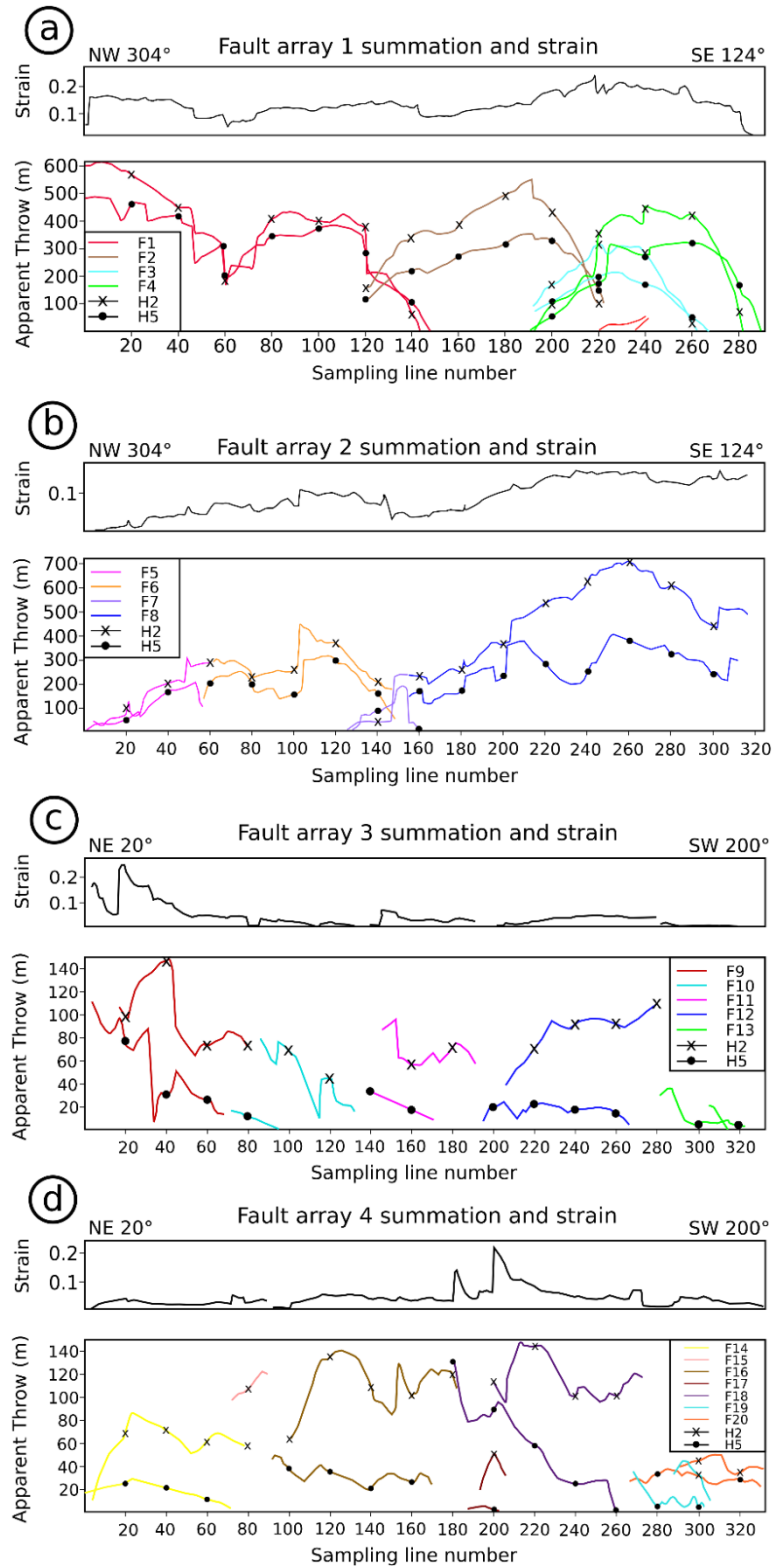 a
Fault array 1 summation and strain
NW 304° SE 124°
Strain
0.2
0.1
Apparent Throw (m)
600
500
400
300
200
100
F1
F2
F3
F4
H2
H5
20 40 60 80 100 120 140 160 180 200 220 240 260 280
Sampling line number
b
Fault array 2 summation and strain
NW 304° SE 124°
Strain
0.1
Apparent Throw (m)
700
600
500
400
300
200
100
F5
F6
F7
F8
H2
H5
20 40 60 80 100 120 140 160 180 200 220 240 260 280 300 320
Sampling line number
c
Fault array 3 summation and strain
NE 20° SW 200°
Strain
0.2
0.1
Apparent Throw (m)
140
120
100
80
60
40
20
F9
F10
F11
F12
F13
H2
H5
20 40 60 80 100 120 140 160 180 200 220 240 260 280 300 320
Sampling line number
d
Fault array 4 summation and strain
NE 20° SW 200°
Strain
0.2
0.1
Apparent Throw (m)
140
120
100
80
60
40
20
F14
F15
F16
F17
F18
F19
F20
H2
H5
20 40 60 80 100 120 140 160 180 200 220 240 260 280 300 320
Sampling line number